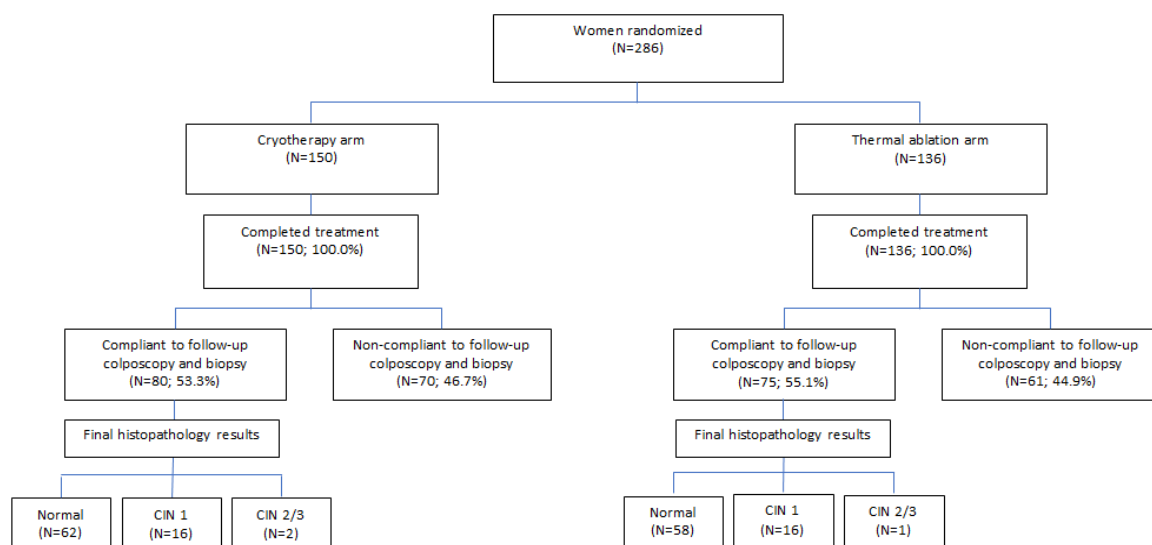 Women randomized
(N=286)
Cryotherapy arm
(N=150)
Thermal ablation arm
(N=136)
Completed treatment
(N=150; 100.0%)
Completed treatment
(N=136; 100.0%)
Compliant to follow-up
colposcopy and biopsy
(N=80; 53.3%)
Non-compliant to follow-up
colposcopy and biopsy
(N=70; 46.7%)
Compliant to follow-up
colposcopy and biopsy
(N=75; 55.1%)
Non-compliant to follow-up
colposcopy and biopsy
(N=61; 44.9%)
Final histopathology results
Final histopathology results
Normal
(N=62)
CIN 1
(N=16)
CIN 2/3
(N=2)
Normal
(N=58)
CIN 1
(N=16)
CIN 2/3
(N=1)